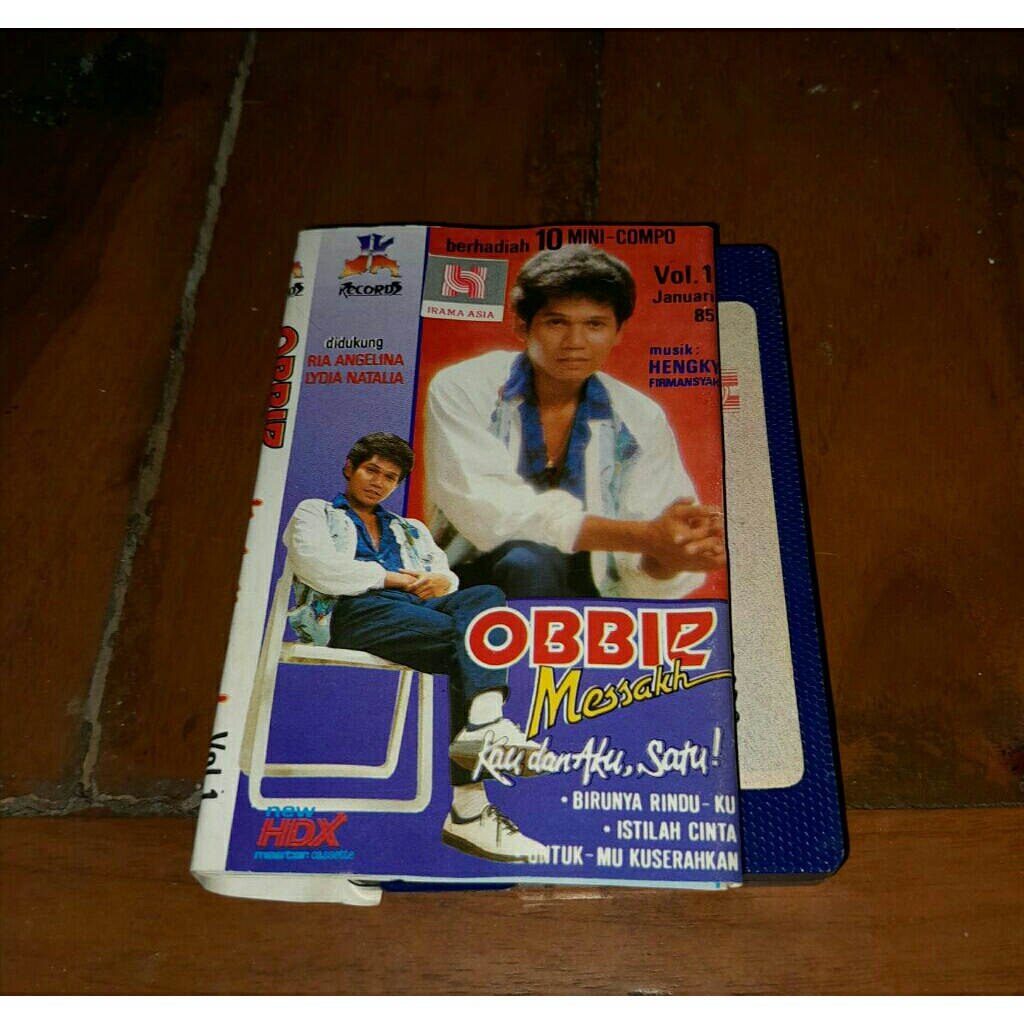 berhadiah 10 MINI-COMPO
RECORDS
IRAMA ASIA
Vol.1
Januari
85
didukung
RIA ANGELINA
LYDIA NATALIA
musik:
HENGKY
FIRMANSYAH
OBBIE
OBBIE
Messakh
Kau dan Aku, Satu!
• BIRUNYA RINDU-KU
• ISTILAH CINTA
UNTUK-MU KUSERAHKAN
new
HDX
master cassette
Vol.1